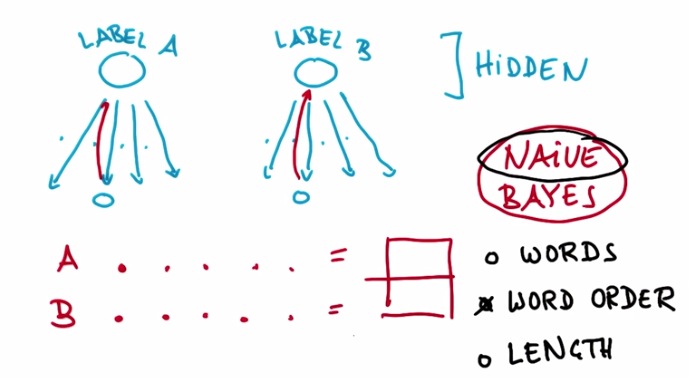 LABEL A
LABEL B
HIDDEN
NAIVE
BAYES
A . . . . . =
B . . . . . =
WORDS
WORD ORDER
LENGTH